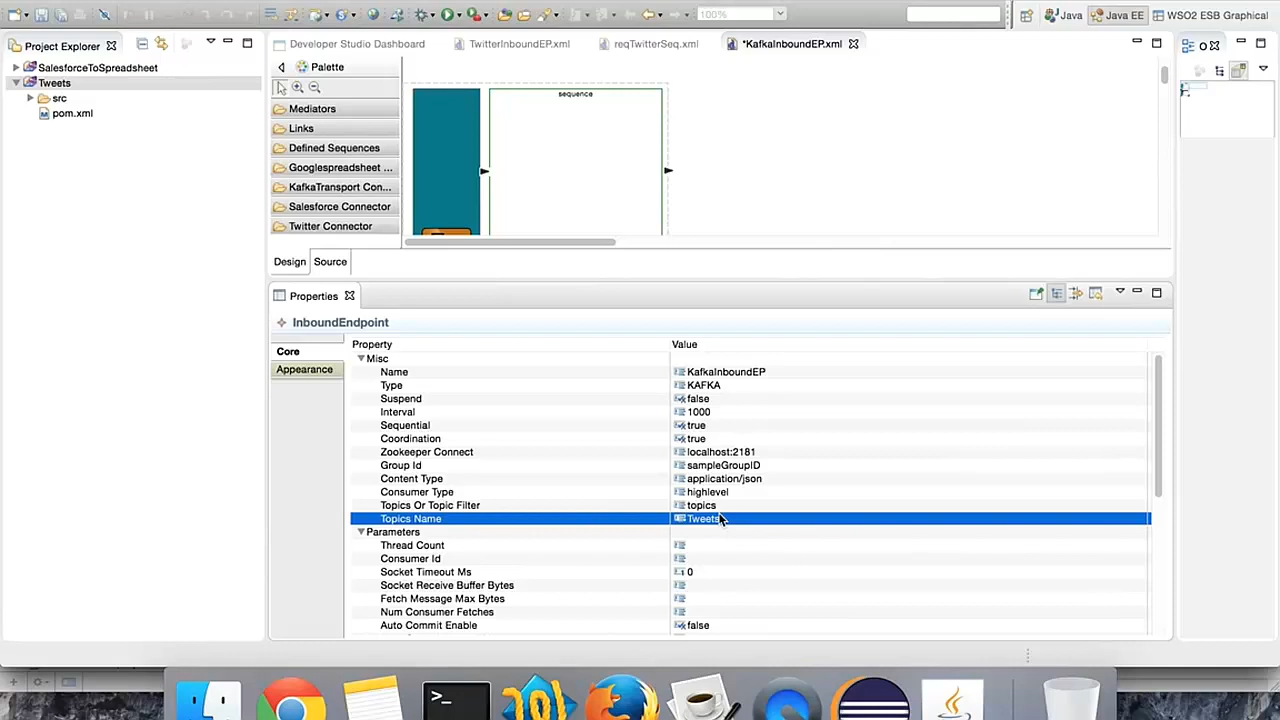 100%
Java
Java EE
WSO2 ESB Graphical
Project Explorer
Developer Studio Dashboard
TwitterInboundEP.xml
reqTwitterSeq.xml
*KafkaInboundEP.xml
O
SalesforceToSpreadsheet
Tweets
src
pom.xml
Palette
Mediators
Links
Defined Sequences
Googlespreadsheet ...
KafkaTransport Con...
Salesforce Connector
Twitter Connector
sequence
Design
Source
Properties
InboundEndpoint
Core
Appearance
Property Value
Misc
Name KafkaInboundEP
Type KAFKA
Suspend false
Interval 1000
Sequential true
Coordination true
Zookeeper Connect localhost:2181
Group Id sampleGroupID
Content Type application/json
Consumer Type highlevel
Topics Or Topic Filter topics
Topics Name Tweets
Parameters
Thread Count
Consumer Id
Socket Timeout Ms 0
Socket Receive Buffer Bytes
Fetch Message Max Bytes
Num Consumer Fetches
Auto Commit Enable false
>_
101